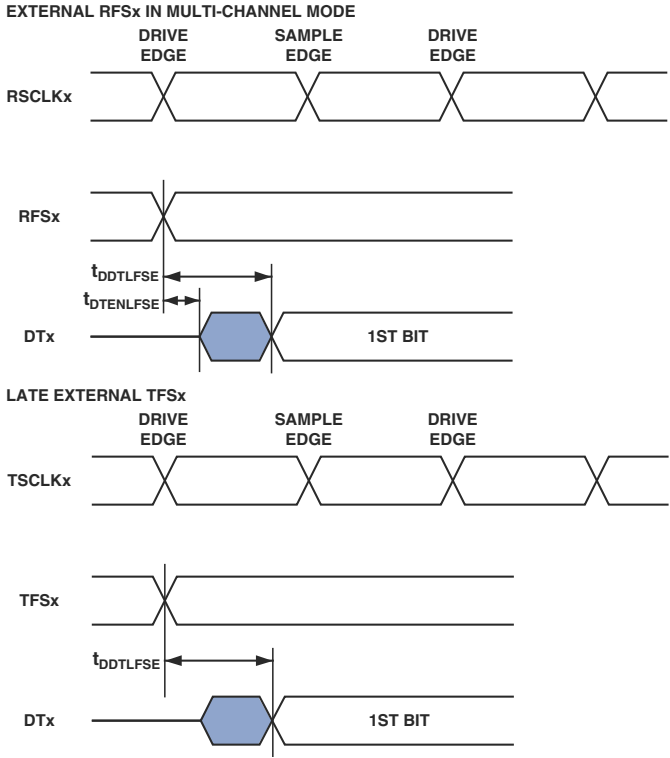 EXTERNAL RFSx IN MULTI-CHANNEL MODE
DRIVE EDGE
SAMPLE EDGE
DRIVE EDGE
RSCLKx
RFSx
tDDTLFSE
tDTENLFSE
DTx
1ST BIT
LATE EXTERNAL TFSx
DRIVE EDGE
SAMPLE EDGE
DRIVE EDGE
TSCLKx
TFSx
tDDTLFSE
DTx
1ST BIT